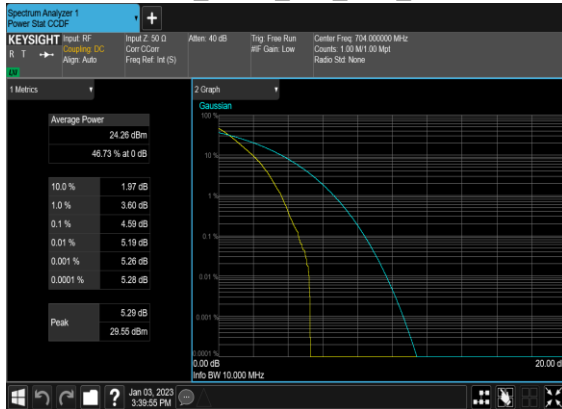 Spectrum Analyzer 1
Power Stat CCDF
+
KEYSIGHT
R T
LXI
Input: RF
Coupling: DC
Align: Auto
Input Z: 50 Ω
Corr CCorr
Freq Ref: Int (S)
Atten: 40 dB
Trig: Free Run
#IF Gain: Low
Center Freq: 704.000000 MHz
Counts: 1.00 M/1.00 Mpt
Radio Std: None
1 Metrics
Average Power
24.26 dBm
46.73 % at 0 dB
10.0 % 1.97 dB
1.0 % 3.60 dB
0.1 % 4.59 dB
0.01 % 5.19 dB
0.001 % 5.26 dB
0.0001 % 5.28 dB
Peak
5.29 dB
29.55 dBm
2 Graph
Gaussian
100 %
10 %
1 %
0.1 %
0.01 %
0.001 %
0.0001 %
0.00 dB
20.00 d
Info BW 10.000 MHz
?
Jan 03, 2023
3:39:55 PM